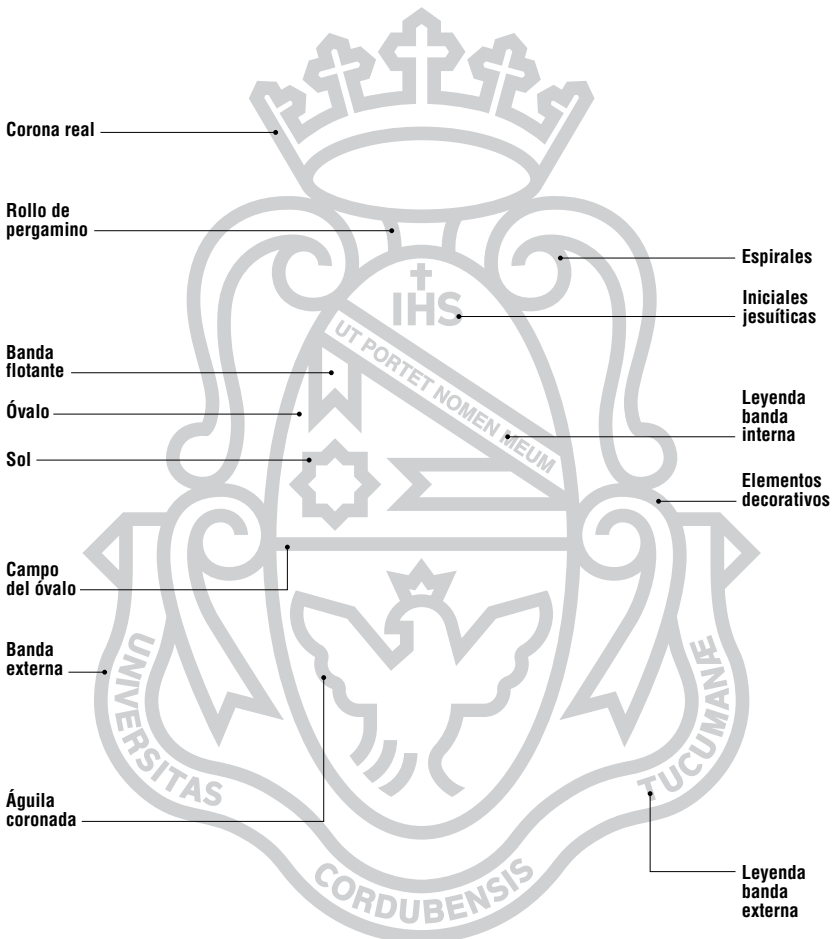 Corona real
Rollo de
pergamino
Espirales
IHS
Iniciales
jesuíticas
UT PORTET NOMEN MEUM
Banda
flotante
Óvalo
Leyenda
banda
interna
Sol
Elementos
decorativos
Campo
del óvalo
Banda
externa
UNIVERSITAS
CORDUBENSIS
TUCUMANÆ
Águila
coronada
Leyenda
banda
externa